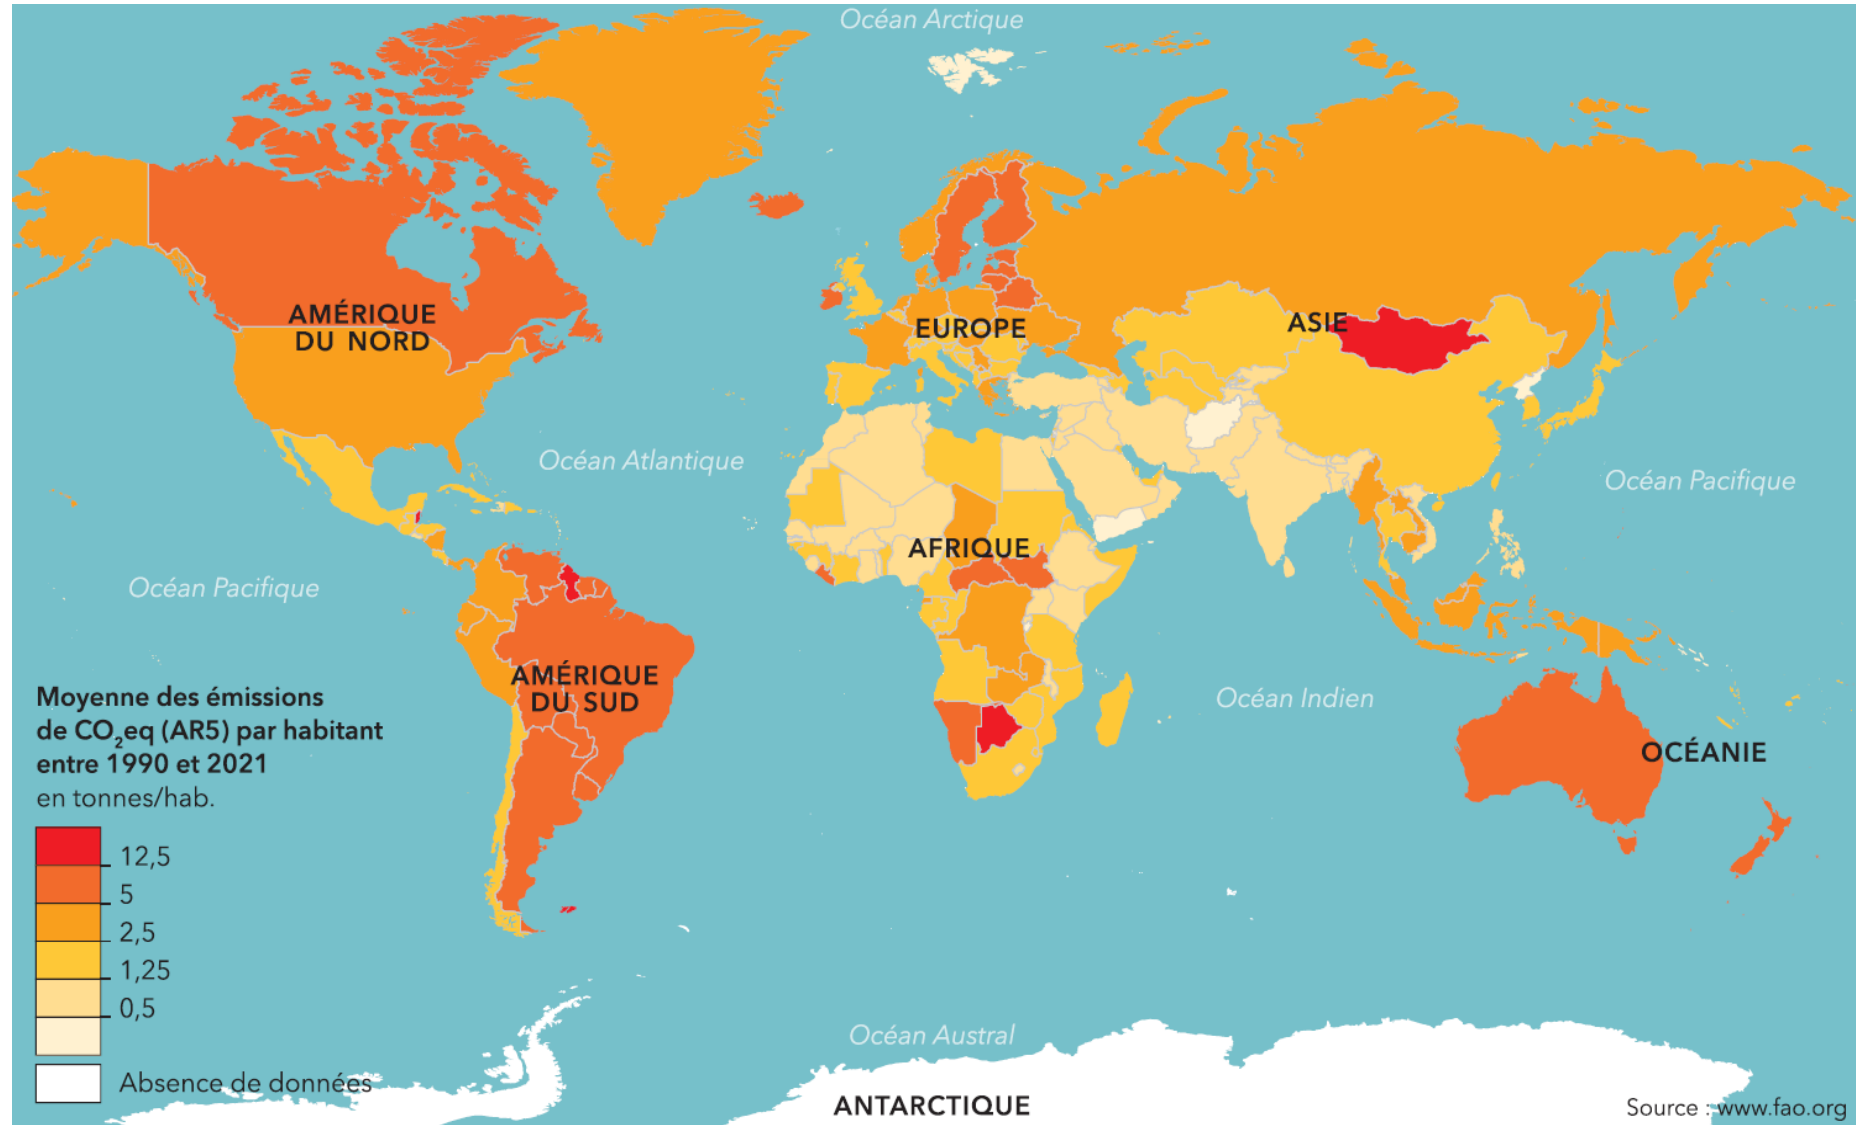 Océan Arctique
AMÉRIQUE
DU NORD
EUROPE
ASIE
Océan Atlantique
Océan Pacifique
AFRIQUE
Océan Pacifique
AMÉRIQUE
DU SUD
Océan Indien
OCÉANIE
Moyenne des émissions
de CO₂eq (AR5) par habitant
entre 1990 et 2021
en tonnes/hab.
12,5
5
2,5
1,25
0,5
Absence de données
Océan Austral
ANTARCTIQUE
Source : www.fao.org